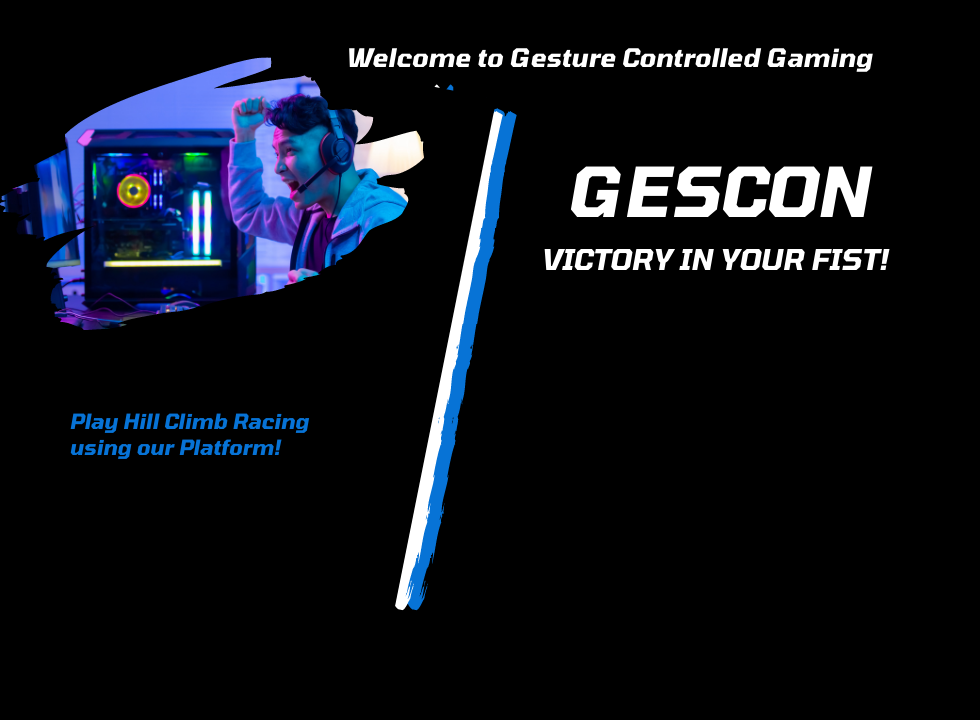 Welcome to Gesture Controlled Gaming
GESCON
VICTORY IN YOUR FIST!
Play Hill Climb Racing
using our Platform!